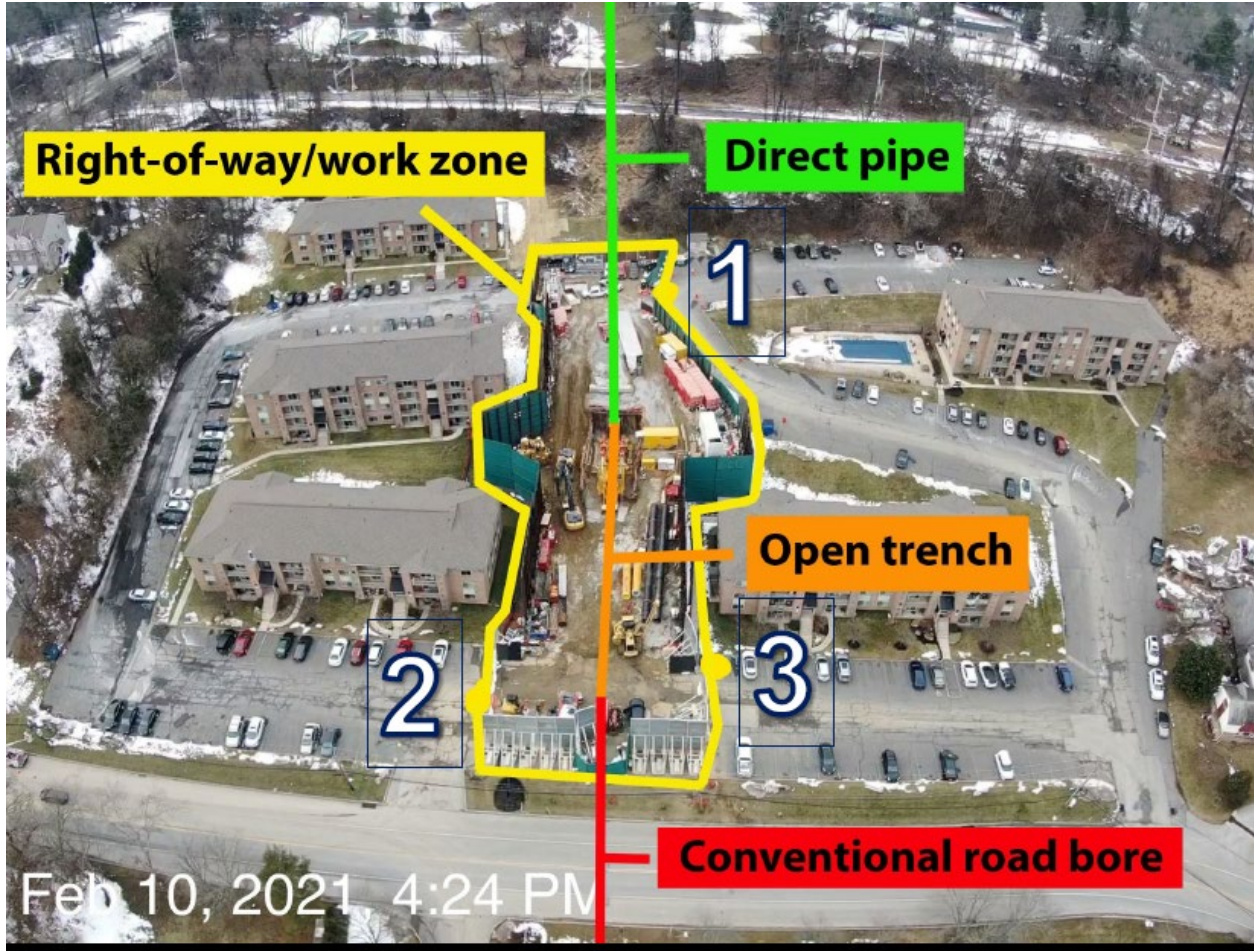 Right-of-way/work zone
Direct pipe
1
Open trench
2
3
Conventional road bore
Feb 10, 2021, 4:24 PM